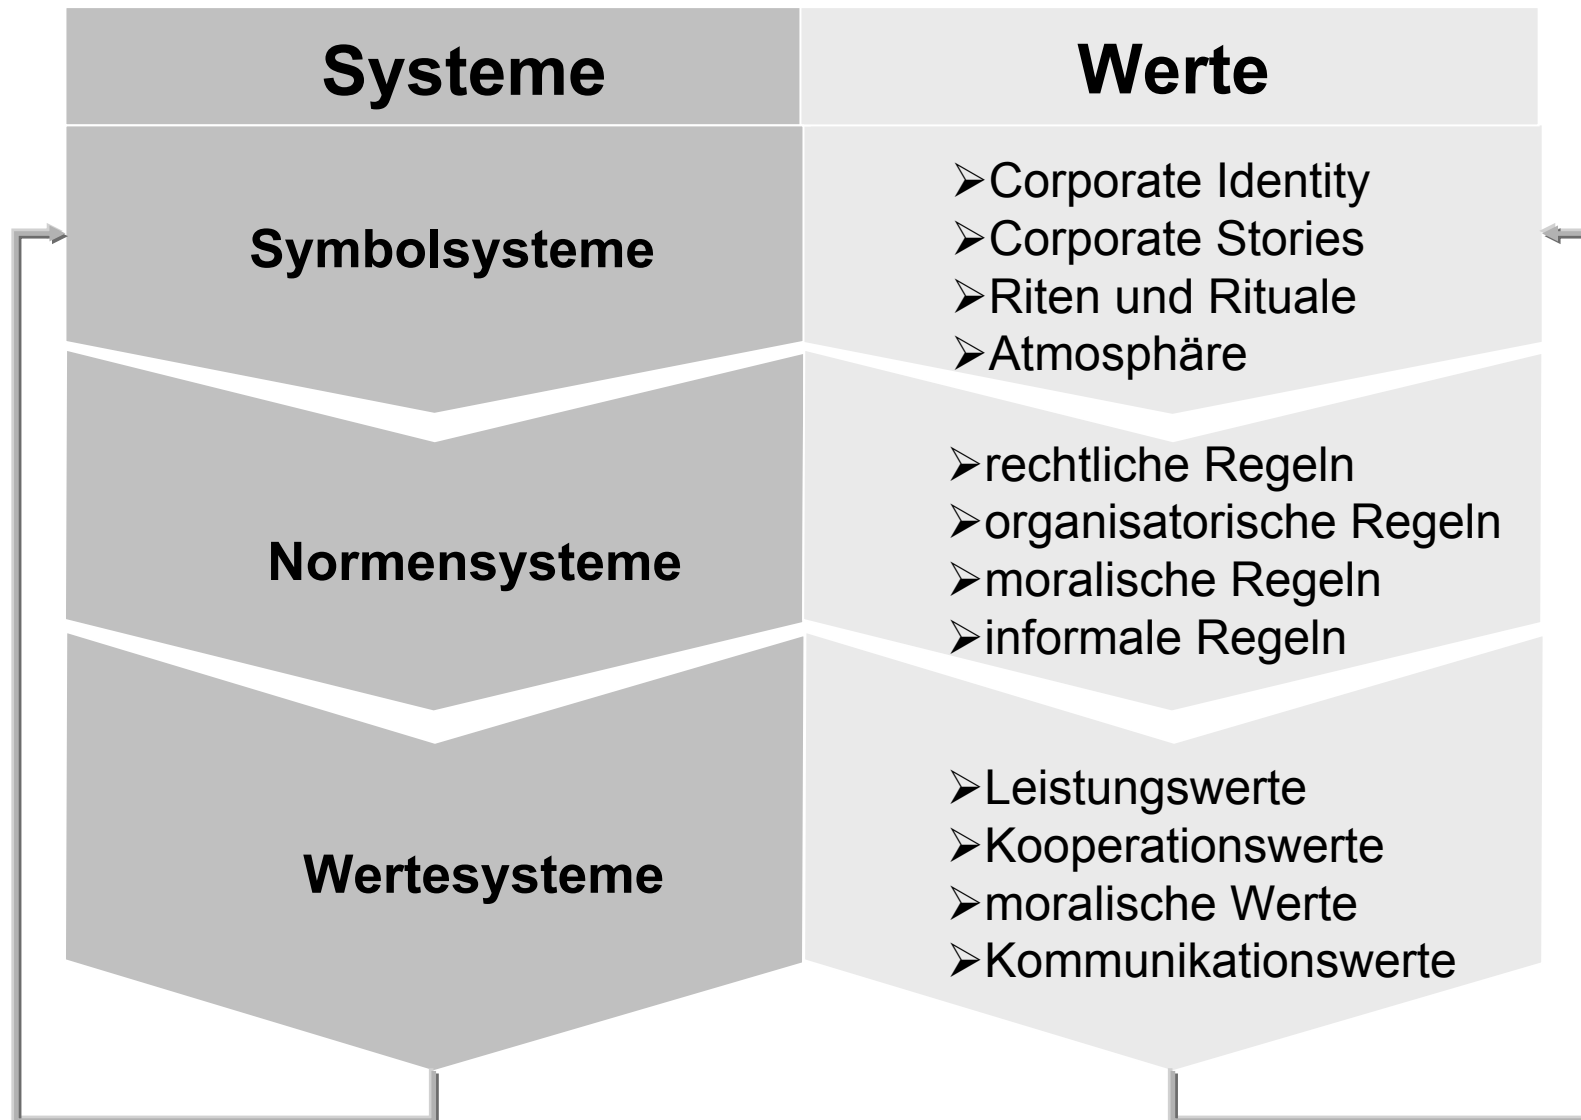 Systeme
Werte
Symbolsysteme
➢Corporate Identity
➢Corporate Stories
➢Riten und Rituale
➢Atmosphäre
Normensysteme
➢rechtliche Regeln
➢organisatorische Regeln
➢moralische Regeln
➢informale Regeln
Wertesysteme
➢Leistungswerte
➢Kooperationswerte
➢moralische Werte
➢Kommunikationswerte